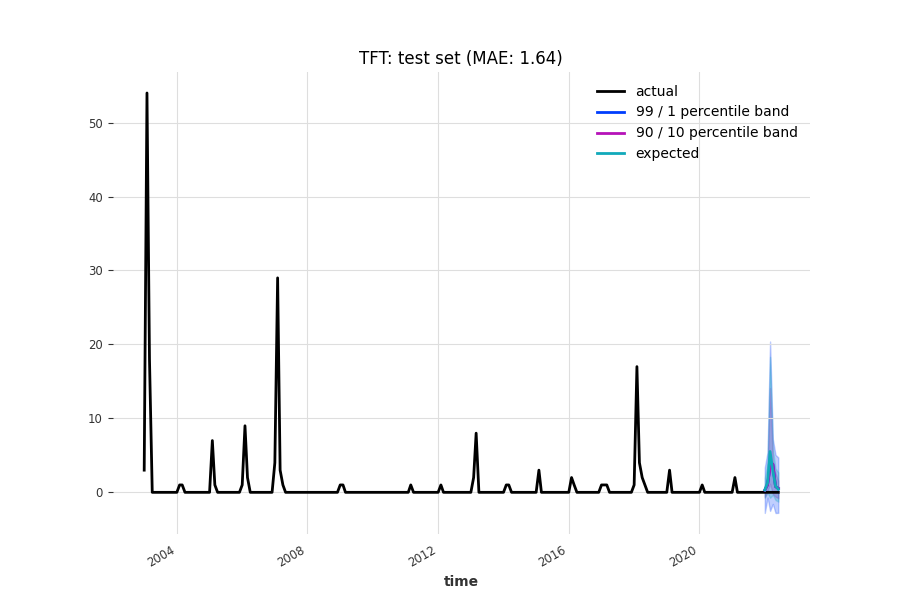 TFT: test set (MAE: 1.64)
actual
99 / 1 percentile band
90 / 10 percentile band
expected
50
40
30
20
10
0
2004
2008
2012
2016
2020
time